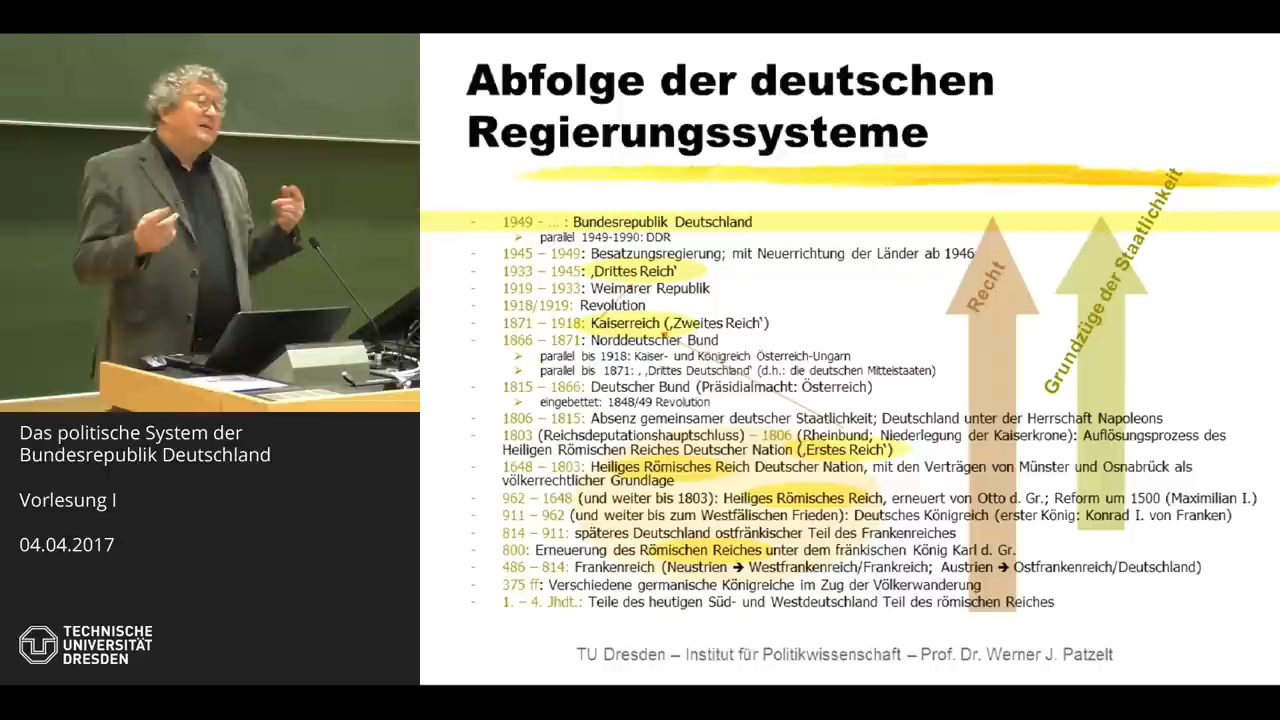 Abfolge der deutschen
Regierungssysteme
- 1949 - ... : Bundesrepublik Deutschland
➢ parallel 1949-1990: DDR
- 1945 – 1949: Besatzungsregierung; mit Neuerrichtung der Länder ab 1946
- 1933 – 1945: ‚Drittes Reich‘
- 1919 – 1933: Weimarer Republik
- 1918/1919: Revolution
- 1871 – 1918: Kaiserreich (‚Zweites Reich‘)
- 1866 – 1871: Norddeutscher Bund
➢ parallel bis 1918: Kaiser- und Königreich Österreich-Ungarn
➢ parallel bis 1871: , ‚Drittes Deutschland‘ (d.h.: die deutschen Mittelstaaten)
- 1815 – 1866: Deutscher Bund (Präsidialmacht: Österreich)
➢ eingebettet: 1848/49 Revolution
- 1806 – 1815: Absenz gemeinsamer deutscher Staatlichkeit; Deutschland unter der Herrschaft Napoleons
- 1803 (Reichsdeputationshauptschluss) – 1806 (Rheinbund; Niederlegung der Kaiserkrone): Auflösungsprozess des
Heiligen Römischen Reiches Deutscher Nation (‚Erstes Reich‘)
- 1648 – 1803: Heiliges Römisches Reich Deutscher Nation, mit den Verträgen von Münster und Osnabrück als
völkerrechtlicher Grundlage
- 962 – 1648 (und weiter bis 1803): Heiliges Römisches Reich, erneuert von Otto d. Gr.; Reform um 1500 (Maximilian I.)
- 911 – 962 (und weiter bis zum Westfälischen Frieden): Deutsches Königreich (erster König: Konrad I. von Franken)
- 814 – 911: späteres Deutschland ostfränkischer Teil des Frankenreiches
- 800: Erneuerung des Römischen Reiches unter dem fränkischen König Karl d. Gr.
- 486 – 814: Frankenreich (Neustrien ➔ Westfrankenreich/Frankreich; Austrien ➔ Ostfrankenreich/Deutschland)
- 375 ff: Verschiedene germanische Königreiche im Zug der Völkerwanderung
- 1. – 4. Jhdt.: Teile des heutigen Süd- und Westdeutschland Teil des römischen Reiches
Recht
Grundzüge der Staatlichkeit
TU Dresden – Institut für Politikwissenschaft – Prof. Dr. Werner J. Patzelt
Das politische System der
Bundesrepublik Deutschland
Vorlesung I
04.04.2017
TECHNISCHE
UNIVERSITÄT
DRESDEN